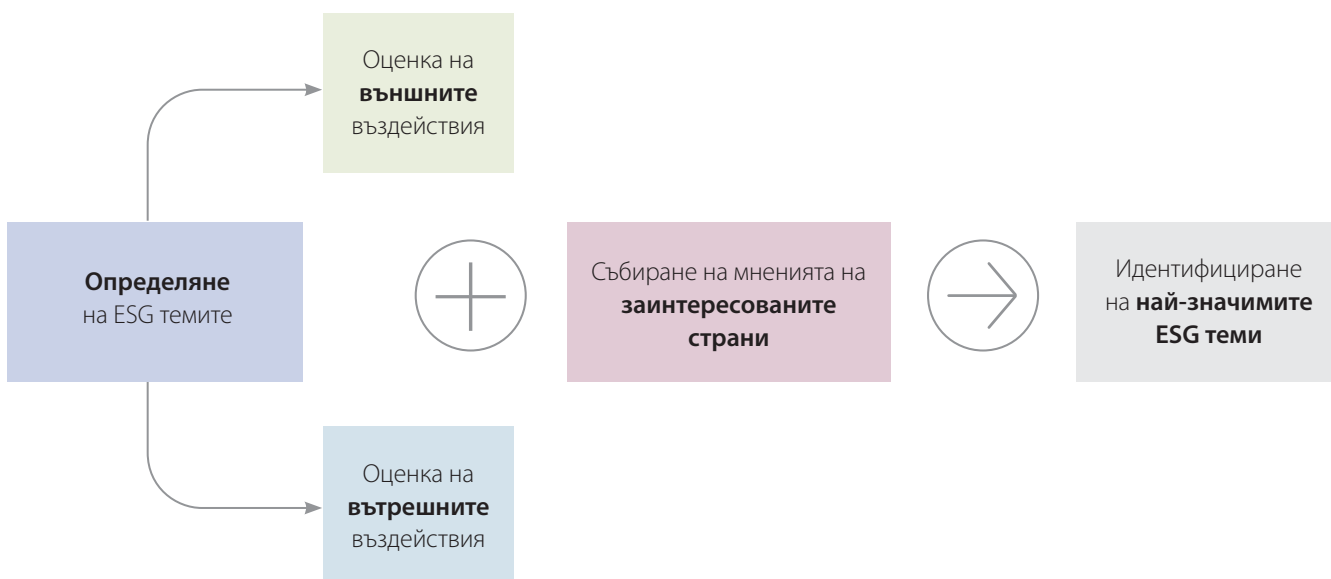 Оценка на
външните
въздействия
Определяне
на ESG темите
Събиране на мненията на
заинтересованите
страни
Идентифициране
на най-значимите
ESG теми
Оценка на
вътрешните
въздействия